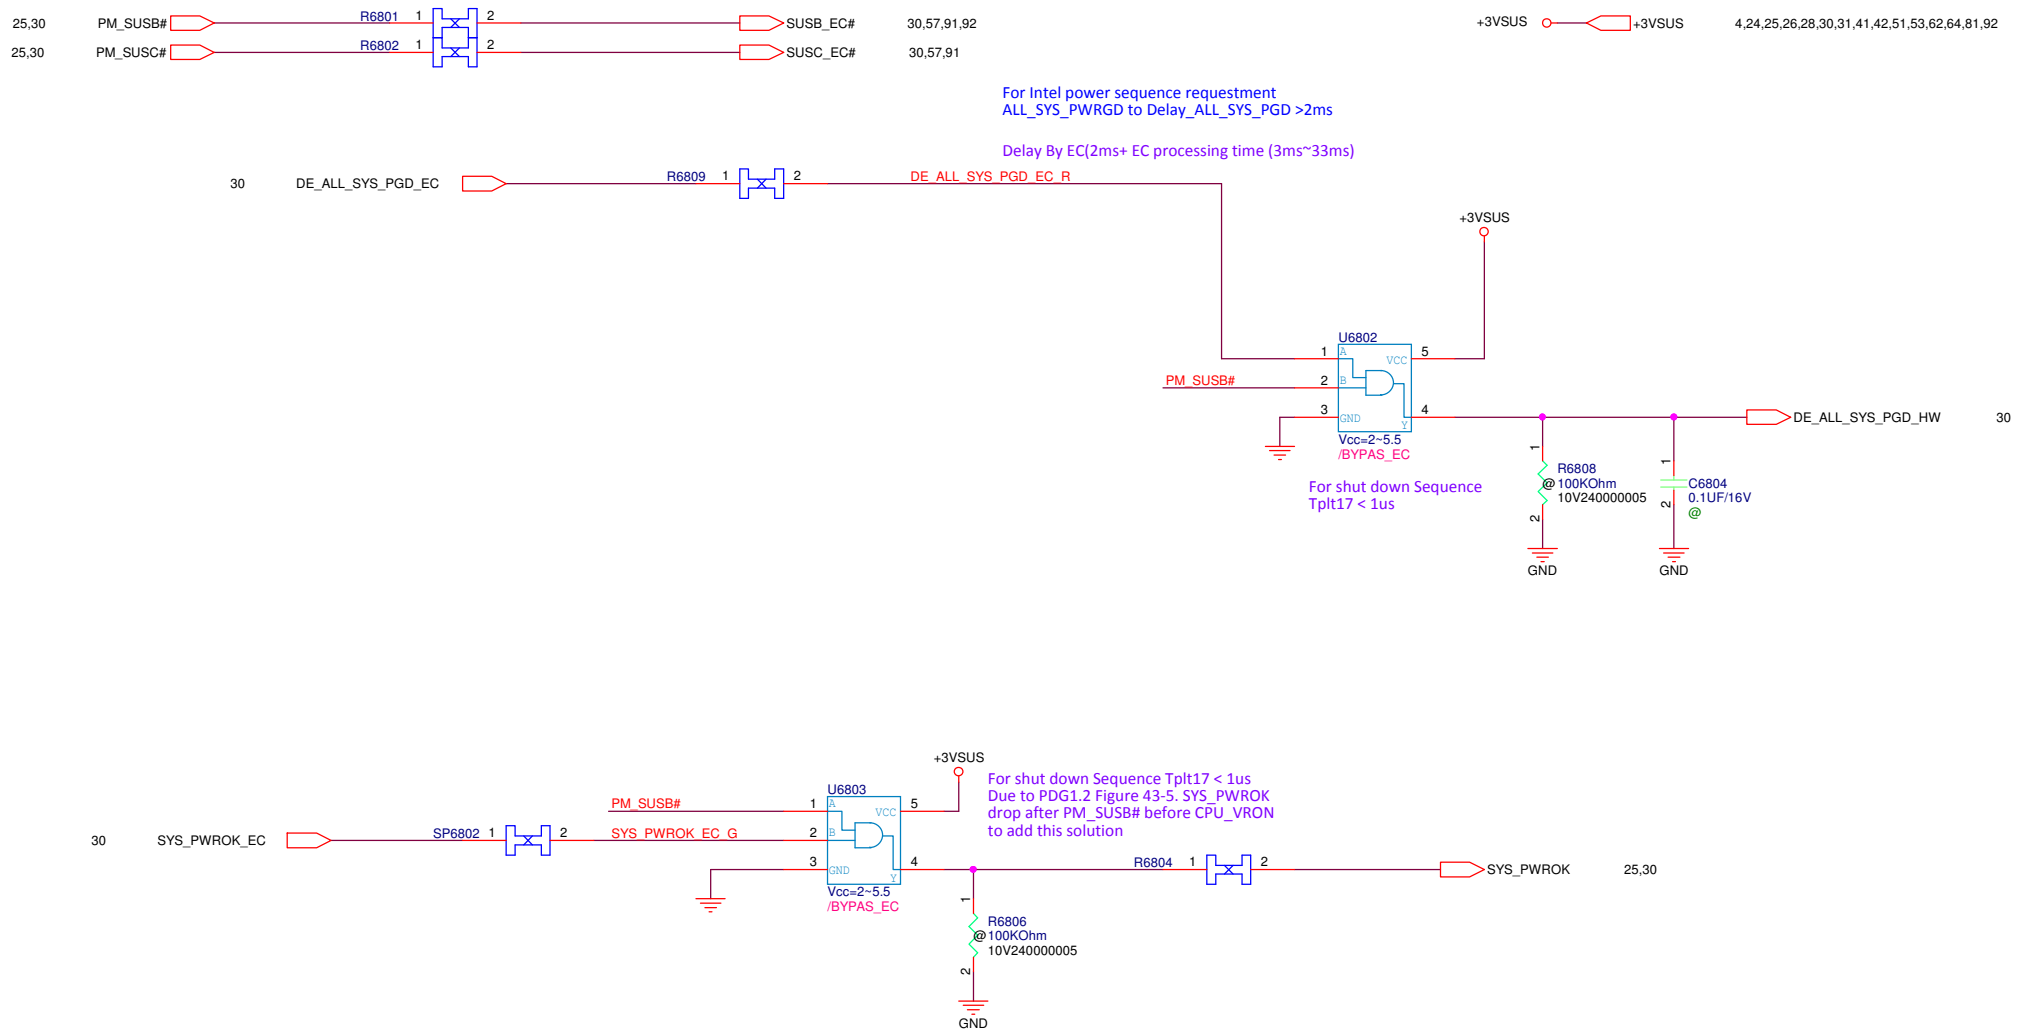 25,30 PM_SUSB# R6801 1 2 SUSB_EC# 30,57,91,92 +3VSUS +3VSUS 4,24,25,26,28,30,31,41,42,51,53,62,64,81,92
25,30 PM_SUSC# R6802 1 2 SUSC_EC# 30,57,91
For Intel power sequence requestment
ALL_SYS_PWRGD to Delay_ALL_SYS_PGD >2ms
Delay By EC(2ms+ EC processing time (3ms~33ms)
30 DE_ALL_SYS_PGD_EC R6809 1 2 DE_ALL_SYS_PGD_EC_R
+3VSUS
U6802
1 A VCC 5
PM_SUSB# 2 B
3 GND Y 4 DE_ALL_SYS_PGD_HW 30
Vcc=2~5.5
/BYPAS_EC
For shut down Sequence
Tplt17 < 1us
1 R6808
@ 100KOhm
10V240000005
2
GND
1 C6804
0.1UF/16V
2 @
GND
+3VSUS
For shut down Sequence Tplt17 < 1us
Due to PDG1.2 Figure 43-5. SYS_PWROK
drop after PM_SUSB# before CPU_VRON
to add this solution
U6803
PM_SUSB# 1 A VCC 5
30 SYS_PWROK_EC SP6802 1 2 SYS_PWROK_EC_G 2 B
3 GND Y 4 R6804 1 2 SYS_PWROK 25,30
Vcc=2~5.5
/BYPAS_EC
1 R6806
@ 100KOhm
10V240000005
2
GND